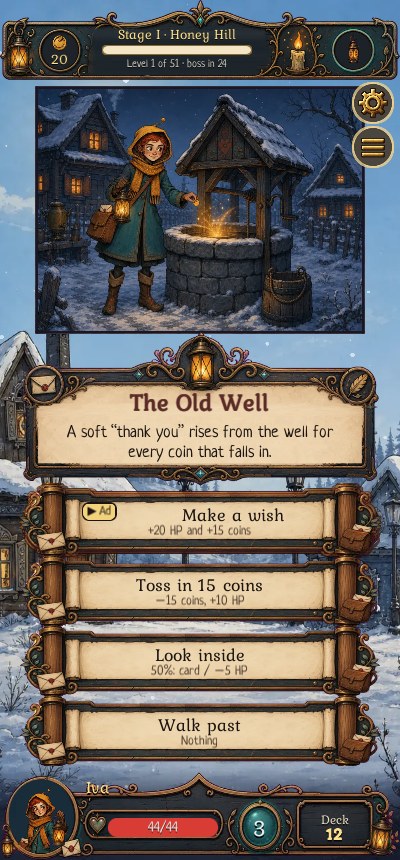 Stage I · Honey Hill
20
Level 1 of 51 · boss in 24
The Old Well
A soft “thank you” rises from the well for
every coin that falls in.
▶ Ad
Make a wish
+20 HP and +15 coins
Toss in 15 coins
−15 coins, +10 HP
Look inside
50%: card / −5 HP
Walk past
Nothing
Iva
44/44
3
Deck
12